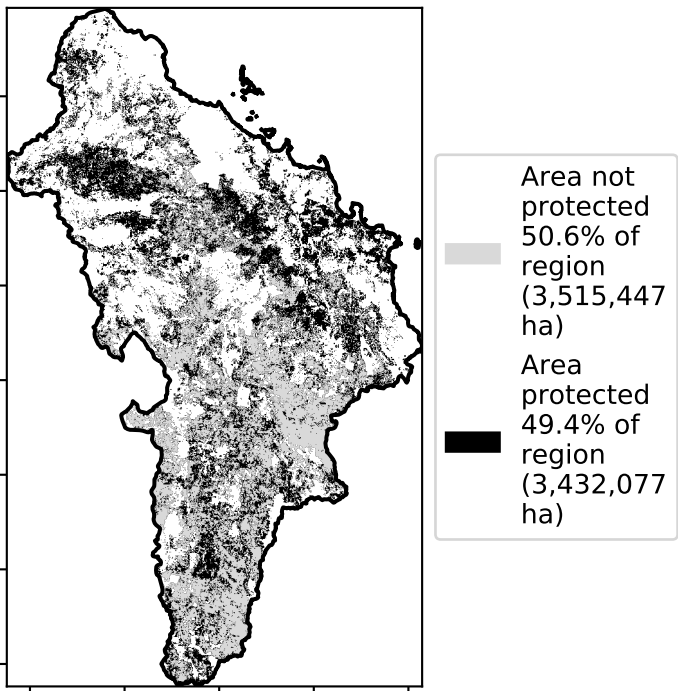 Area not
protected
50.6% of
region
(3,515,447
ha)
Area
protected
49.4% of
region
(3,432,077
ha)